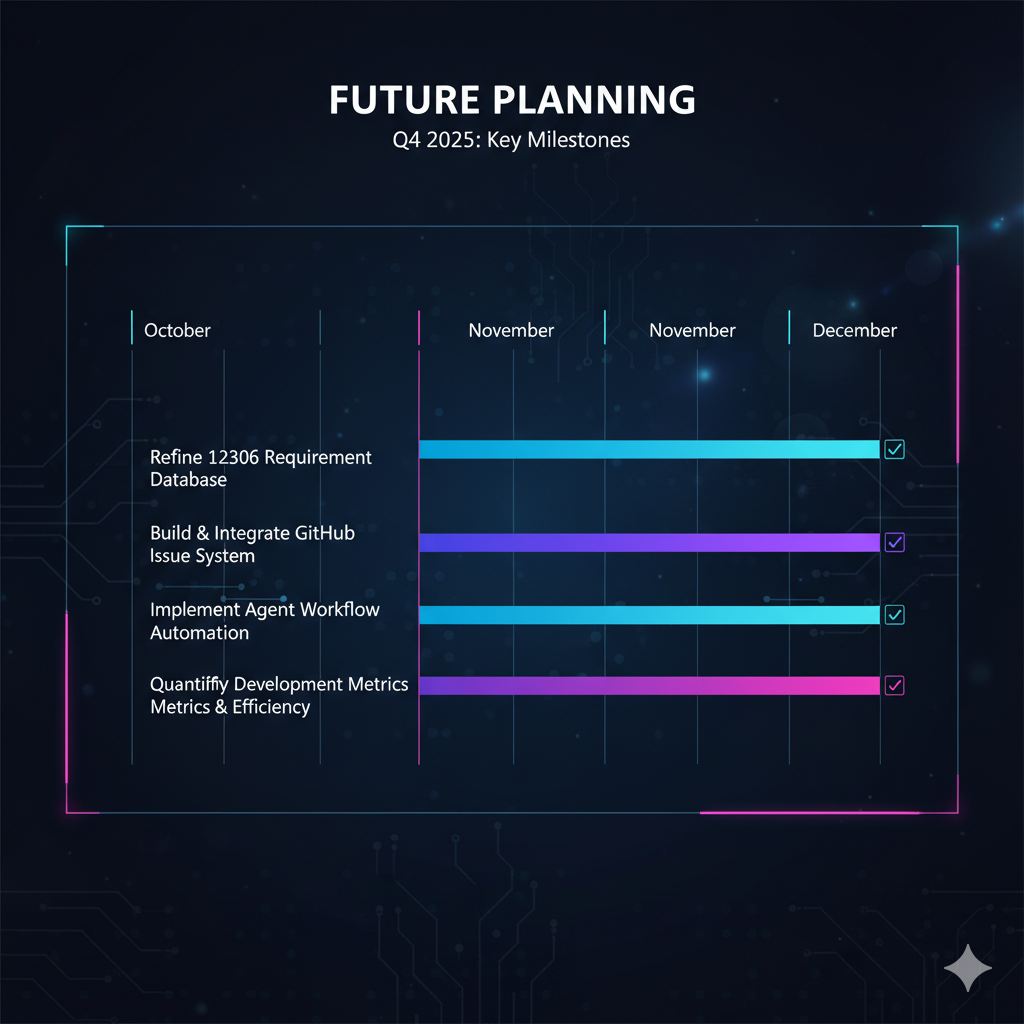 FUTURE PLANNING
Q4 2025: Key Milestones
October
November
November
December
Refine 12306 Requirement
Database
Build & Integrate GitHub
Issue System
Implement Agent Workflow
Automation
Quantiffiy Development Metrics
Metrics & Efficiency